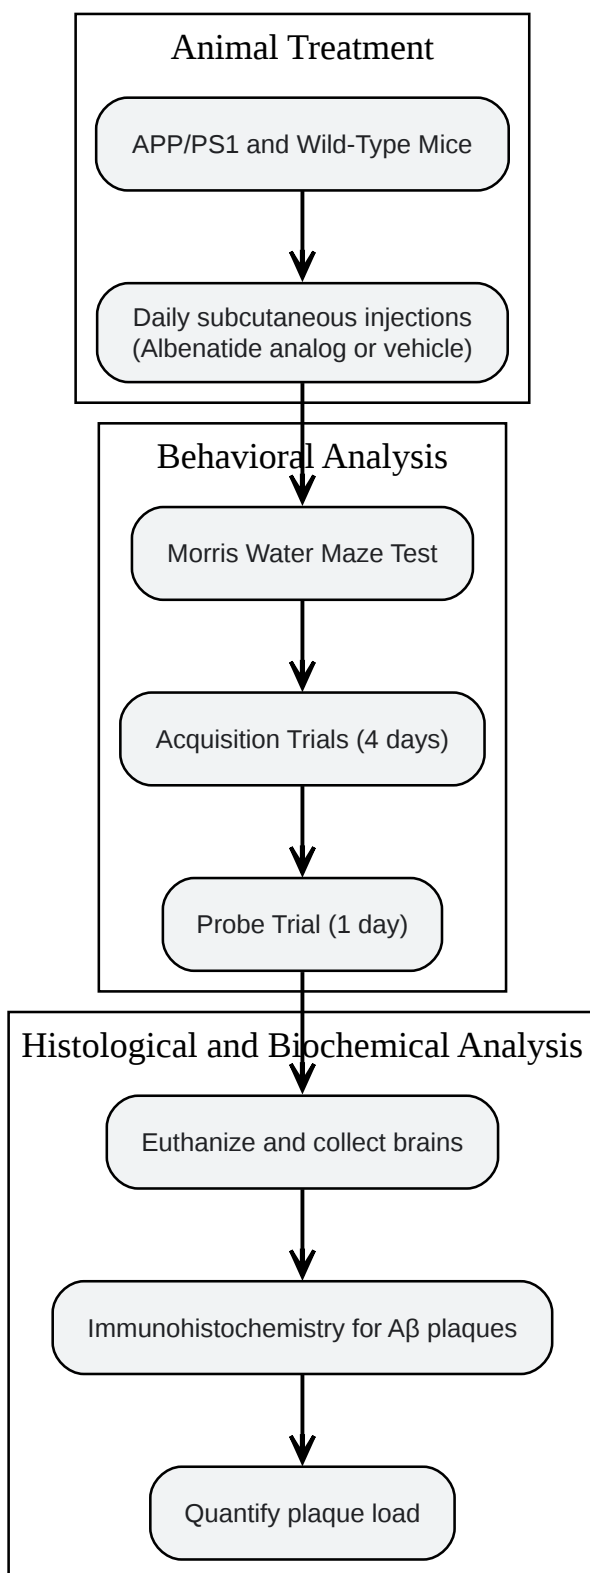 Animal Treatment
APP/PS1 and Wild-Type Mice
Daily subcutaneous injections
(Albenatide analog or vehicle)
Behavioral Analysis
Morris Water Maze Test
Acquisition Trials (4 days)
Probe Trial (1 day)
Histological and Biochemical Analysis
Euthanize and collect brains
Immunohistochemistry for Aβ plaques
Quantify plaque load